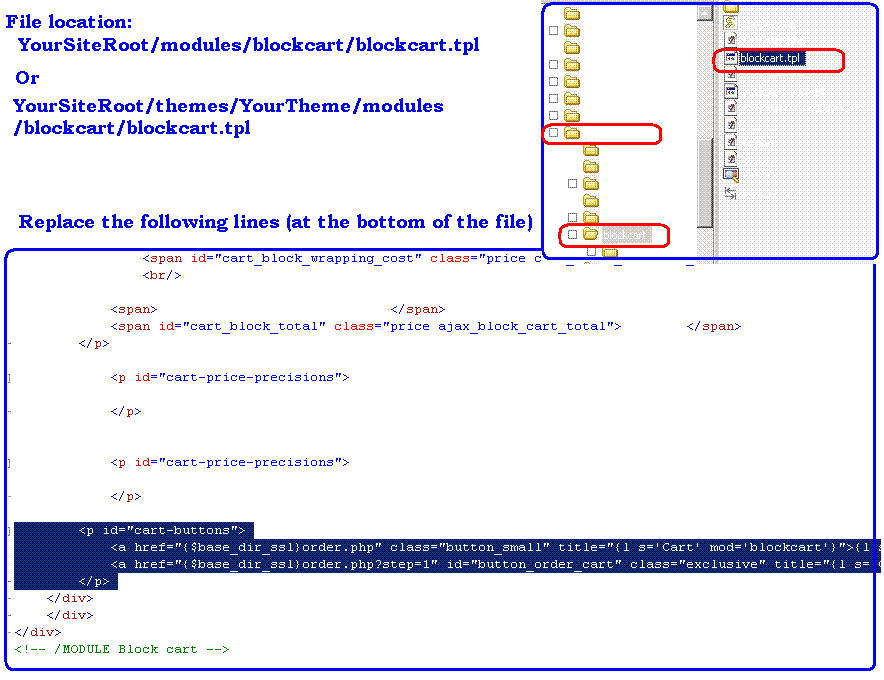 File location:
YourSiteRoot/modules/blockcart/blockcart.tpl
Or
YourSiteRoot/themes/YourTheme/modules
/blockcart/blockcart.tpl
blockcart.tpl
blockcart
Replace the following lines (at the bottom of the file)
<span id="cart_block_wrapping_cost" class="price c
<br/>
<span> </span>
<span id="cart_block_total" class="price ajax_block_cart_total"> </span>
</p>
<p id="cart-price-precisions">
</p>
<p id="cart-price-precisions">
</p>
<p id="cart-buttons">
<a href="{$base_dir_ssl}order.php" class="button_small" title="{l s='Cart' mod='blockcart'}">{l s
<a href="{$base_dir_ssl}order.php?step=1" id="button_order_cart" class="exclusive" title="{l s=
</p>
</div>
</div>
</div>
<!-- /MODULE Block cart -->